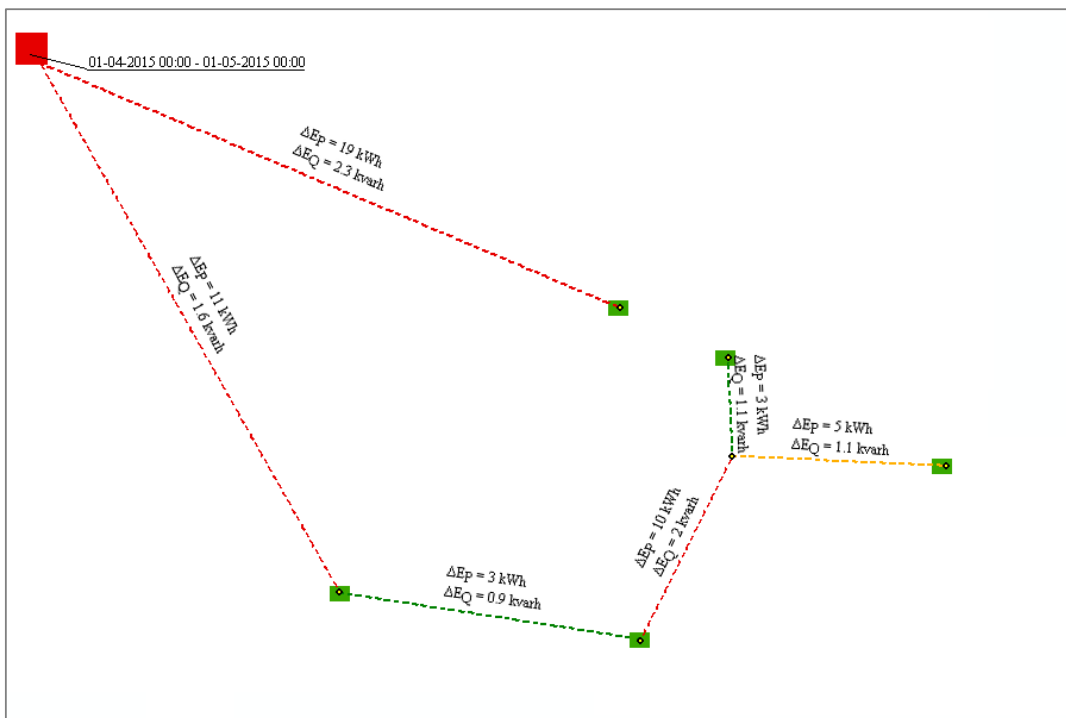 01-04-2015 00:00 - 01-05-2015 00:00
ΔEP = 19 kWh
ΔEQ = 2.3 kvarh
ΔEP = 11 kWh
ΔEQ = 1.6 kvarh
ΔEP = 3 kWh
ΔEQ = 1.1 kvarh
ΔEP = 5 kWh
ΔEQ = 1.1 kvarh
ΔEP = 10 kWh
ΔEQ = 2 kvarh
ΔEP = 3 kWh
ΔEQ = 0.9 kvarh